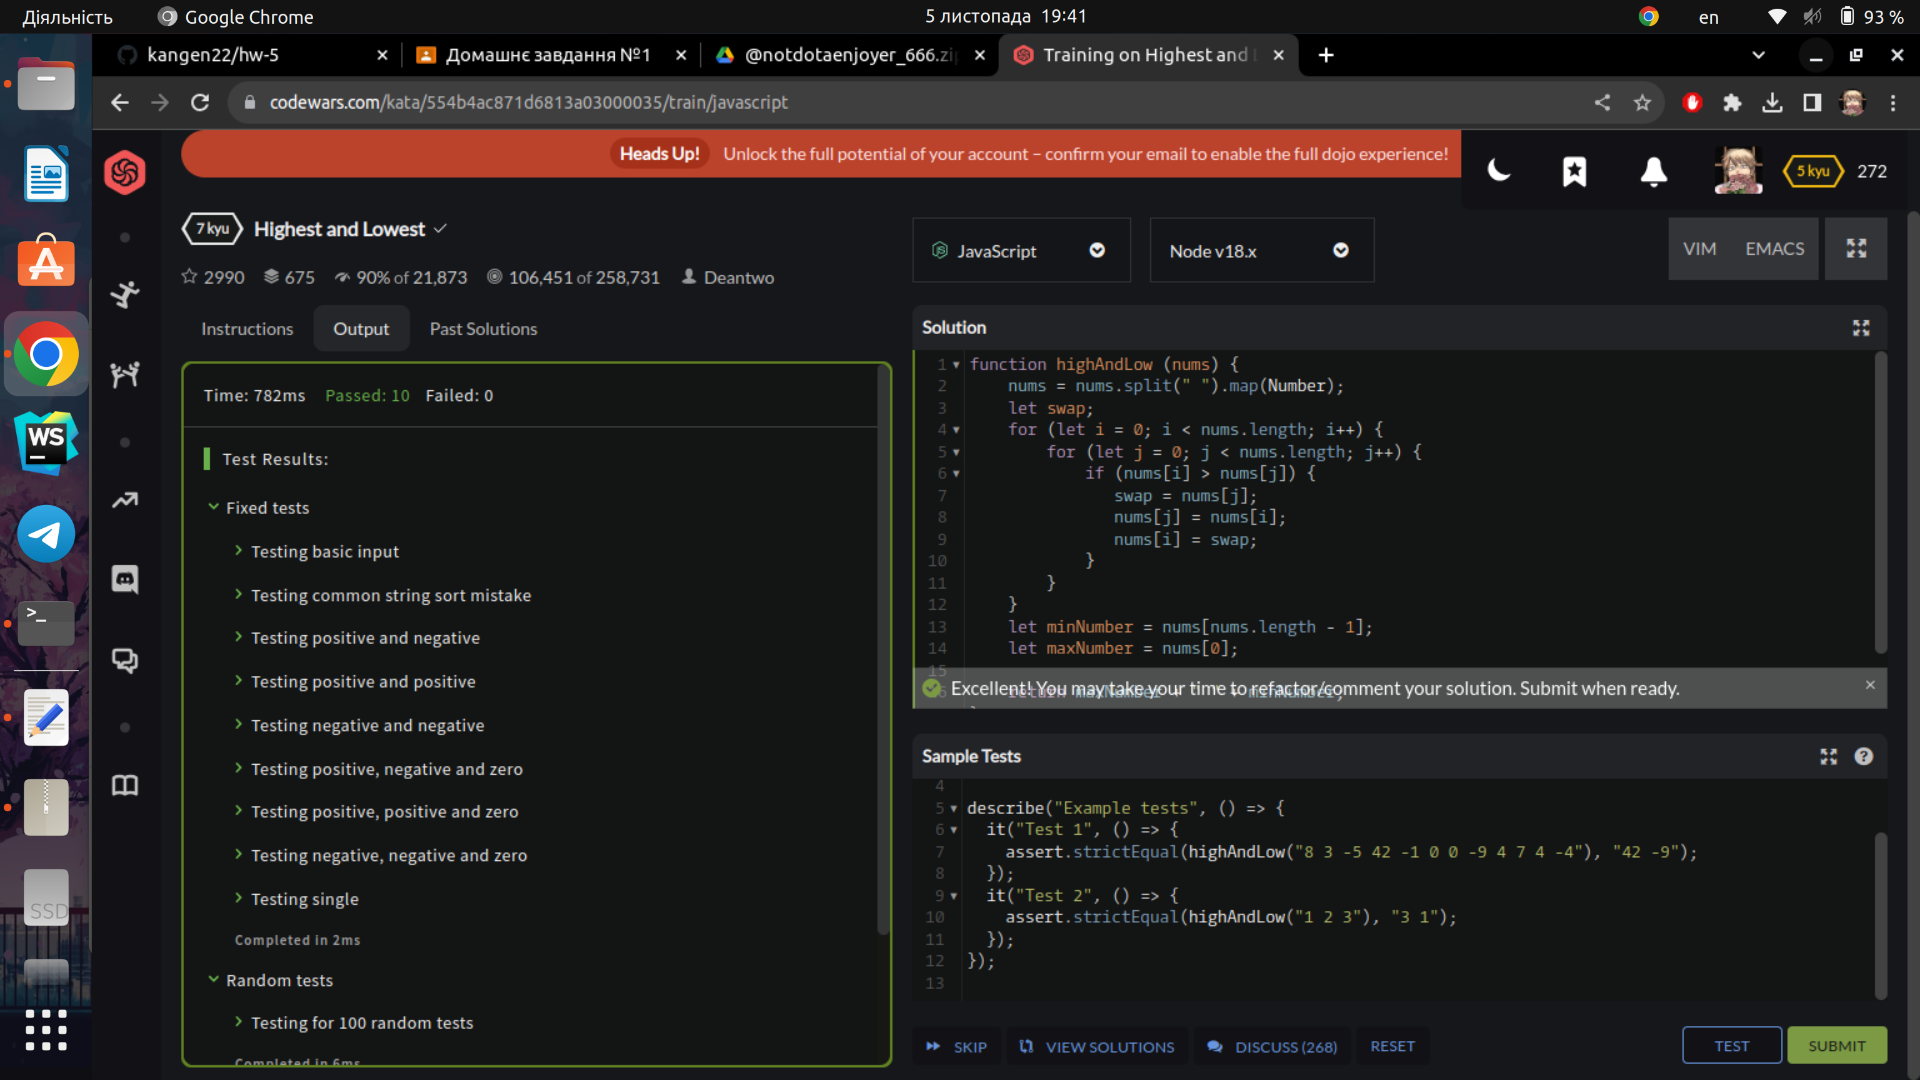 Діяльність
Google Chrome
5 листопада 19:41
en
93 %
kangen22/hw-5
Домашнє завдання №1
@notdotaenjoyer_666.zip
Training on Highest and L
codewars.com/kata/554b4ac871d6813a03000035/train/javascript
Heads Up! Unlock the full potential of your account – confirm your email to enable the full dojo experience!
5 kyu
272
7 kyu
Highest and Lowest
2990
675
90% of 21,873
106,451 of 258,731
Deantwo
Instructions
Output
Past Solutions
Time: 782ms Passed: 10 Failed: 0
Test Results:
Fixed tests
Testing basic input
Testing common string sort mistake
Testing positive and negative
Testing positive and positive
Testing negative and negative
Testing positive, negative and zero
Testing positive, positive and zero
Testing negative, negative and zero
Testing single
Completed in 2ms
Random tests
Testing for 100 random tests
Completed in 6ms
JavaScript
Node v18.x
VIM
EMACS
Solution
1 function highAndLow (nums) {
2 nums = nums.split(" ").map(Number);
3 let swap;
4 for (let i = 0; i < nums.length; i++) {
5 for (let j = 0; j < nums.length; j++) {
6 if (nums[i] > nums[j]) {
7 swap = nums[j];
8 nums[j] = nums[i];
9 nums[i] = swap;
10 }
11 }
12 }
13 let minNumber = nums[nums.length - 1];
14 let maxNumber = nums[0];
15
Excellent! You may take your time to refactor/comment your solution. Submit when ready.
Sample Tests
4
5 describe("Example tests", () => {
6 it("Test 1", () => {
7 assert.strictEqual(highAndLow("8 3 -5 42 -1 0 0 -9 4 7 4 -4"), "42 -9");
8 });
9 it("Test 2", () => {
10 assert.strictEqual(highAndLow("1 2 3"), "3 1");
11 });
12 });
13
SKIP
VIEW SOLUTIONS
DISCUSS (268)
RESET
TEST
SUBMIT
WS
SSD